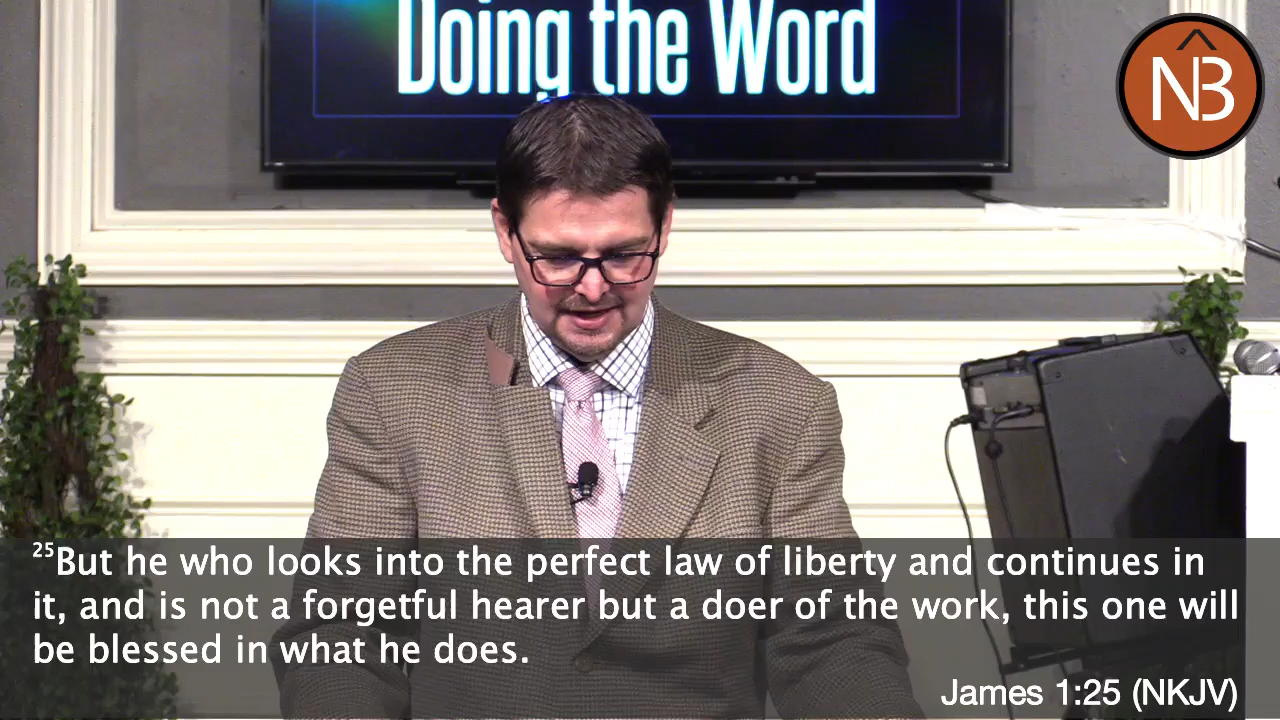 Doing the Word
NB
25But he who looks into the perfect law of liberty and continues in
it, and is not a forgetful hearer but a doer of the work, this one will
be blessed in what he does.
James 1:25 (NKJV)